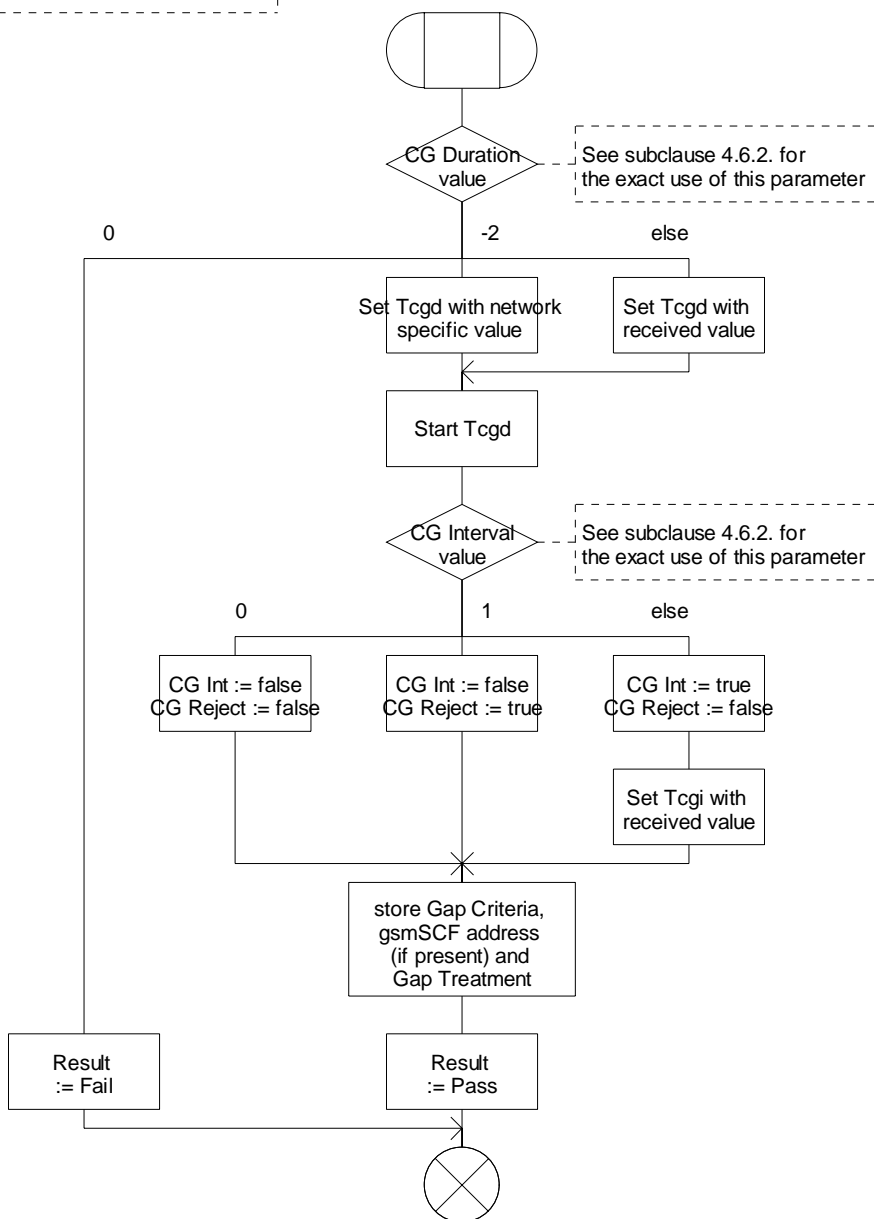 CG Duration
value
See subclause 4.6.2. for
the exact use of this parameter
0
-2
else
Set Tcgd with network
specific value
Set Tcgd with
received value
Start Tcgd
CG Interval
value
See subclause 4.6.2. for
the exact use of this parameter
0
1
else
CG Int := false
CG Reject := false
CG Int := false
CG Reject := true
CG Int := true
CG Reject := false
Set Tcgi with
received value
store Gap Criteria,
gsmSCF address
(if present) and
Gap Treatment
Result
:= Fail
Result
:= Pass